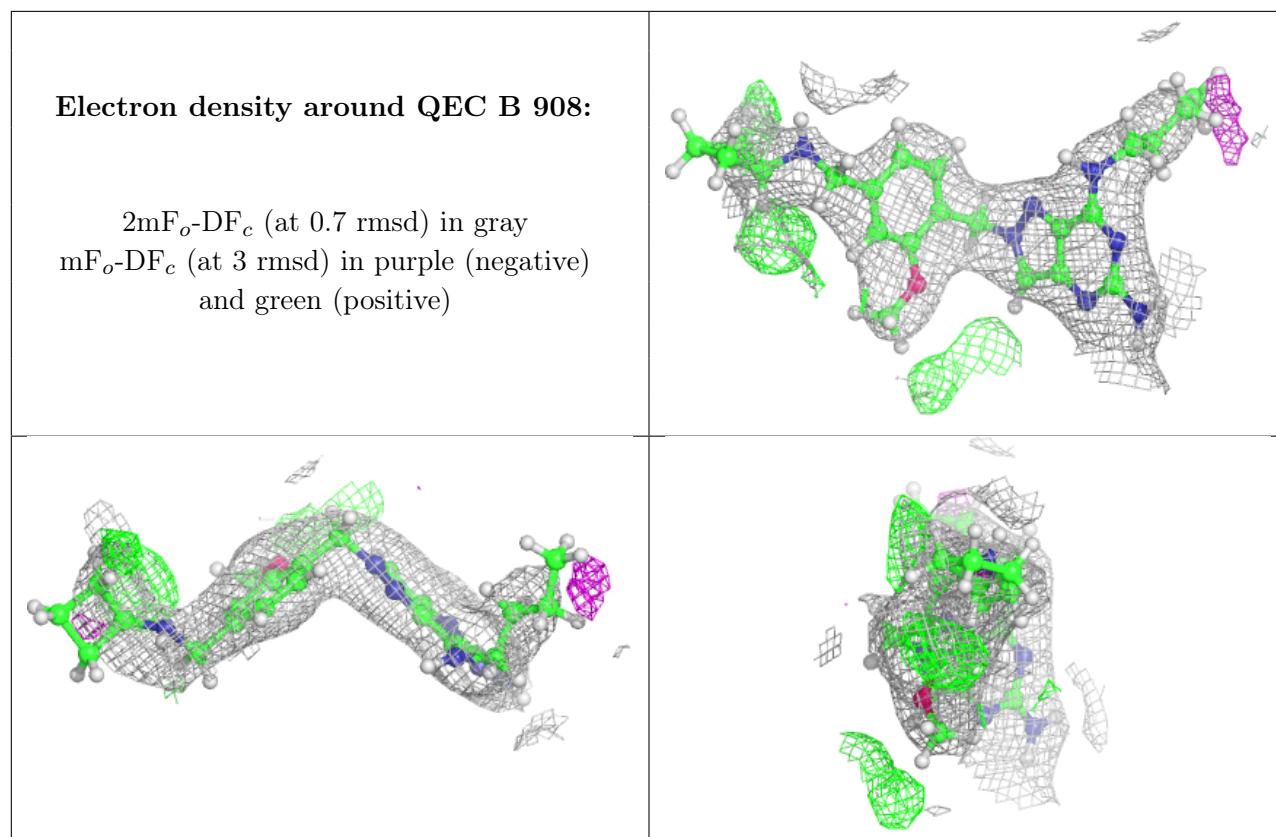 Electron density around QEC B 908:
2mFo-DFc (at 0.7 rmsd) in gray
mFo-DFc (at 3 rmsd) in purple (negative)
and green (positive)